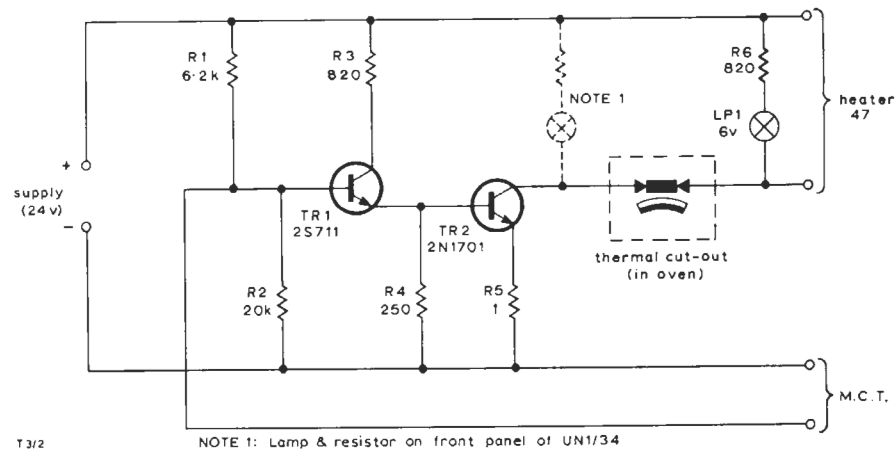 R1
6·2k
R3
820
NOTE 1
R6
820
LP1
6v
heater
47
+
supply
(24v)
−
TR1
2S711
TR2
2N1701
thermal cut-out
(in oven)
R2
20k
R4
250
R5
1
M.C.T.
T3/2
NOTE 1: Lamp & resistor on front panel of UN1/34